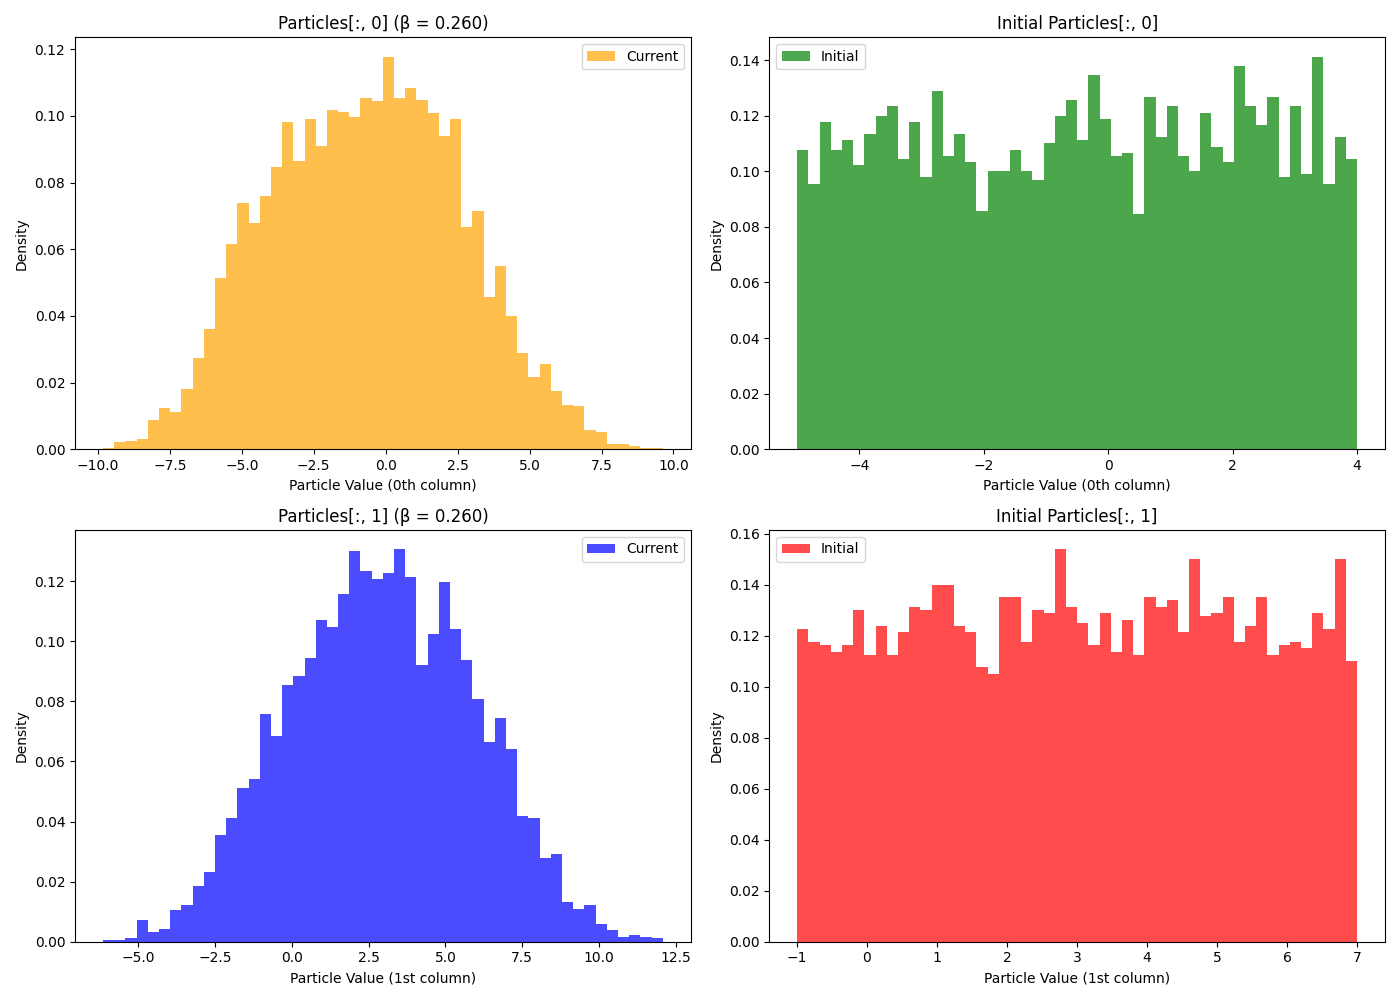 Particles[:, 0] (β = 0.260)
Current
0.12
0.10
0.08
0.06
0.04
0.02
0.00
Density
−10.0 −7.5 −5.0 −2.5 0.0 2.5 5.0 7.5 10.0
Particle Value (0th column)
Initial Particles[:, 0]
Initial
0.14
0.12
0.10
0.08
0.06
0.04
0.02
0.00
Density
−4 −2 0 2 4
Particle Value (0th column)
Particles[:, 1] (β = 0.260)
Current
0.12
0.10
0.08
0.06
0.04
0.02
0.00
Density
−5.0 −2.5 0.0 2.5 5.0 7.5 10.0 12.5
Particle Value (1st column)
Initial Particles[:, 1]
Initial
0.16
0.14
0.12
0.10
0.08
0.06
0.04
0.02
0.00
Density
−1 0 1 2 3 4 5 6 7
Particle Value (1st column)